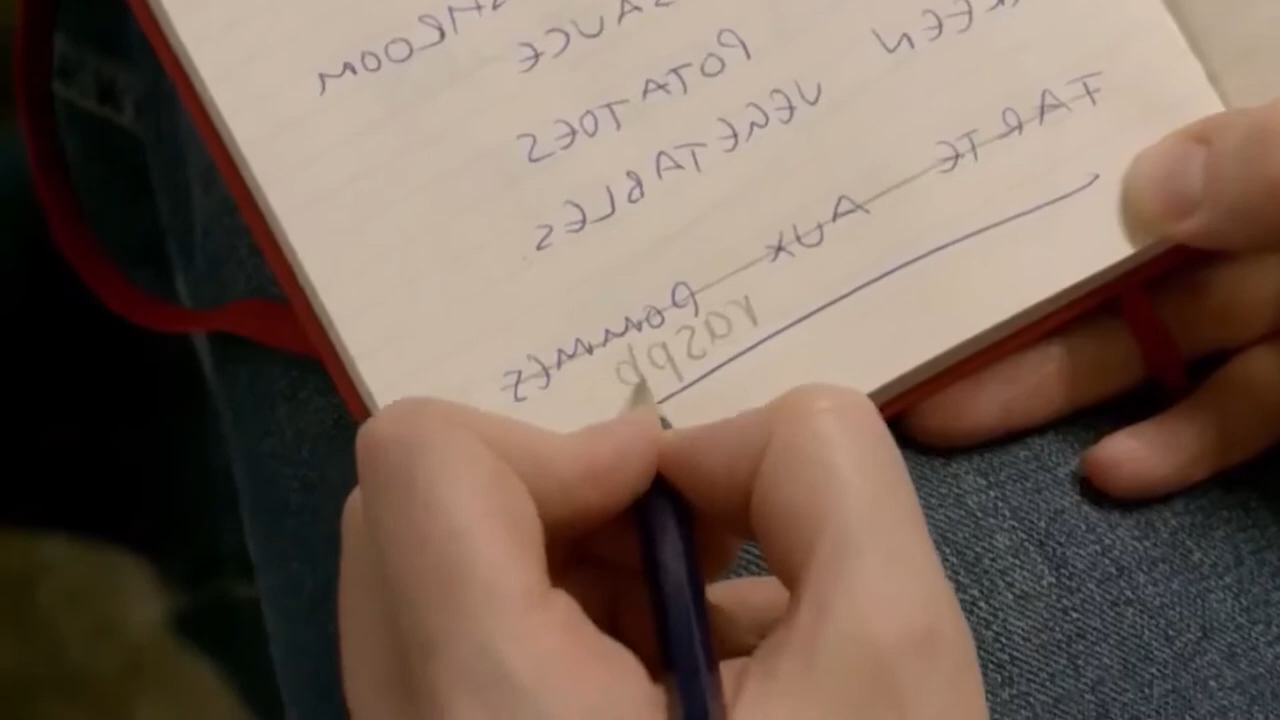 SAUCE
POTATOES
VEGETABLES
TARTE AUX POMMES
raspb